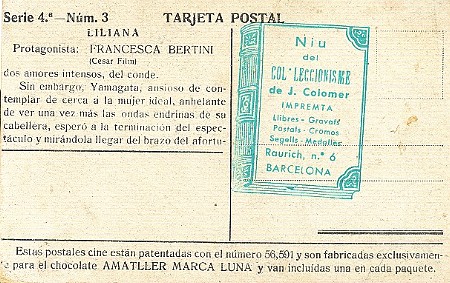 Serie 4.ª—Núm. 3 TARJETA POSTAL
LILIANA
Protagonista: FRANCESCA BERTINI
(Cesar Film)
dos amores intensos, del conde.
Sin embargo, Yamagata, ansioso de con-
templar de cerca a la mujer ideal, anhelante
de ver una vez más las ondas endrinas de su
cabellera, esperó a la terminación del espec-
táculo y mirándola llegar del brazo del afortu-
Niu
del
COL·LECCIONISME
de J. Colomer
IMPREMTA
Llibres - Gravats
Postals - Cromos
Segells - Medalles
Raurich, n.º 6
BARCELONA
Estas postales cine están patentadas con el número 56,591 y son fabricadas exclusivamen-
te para el chocolate AMATLLER MARCA LUNA y van incluídas una en cada paquete.